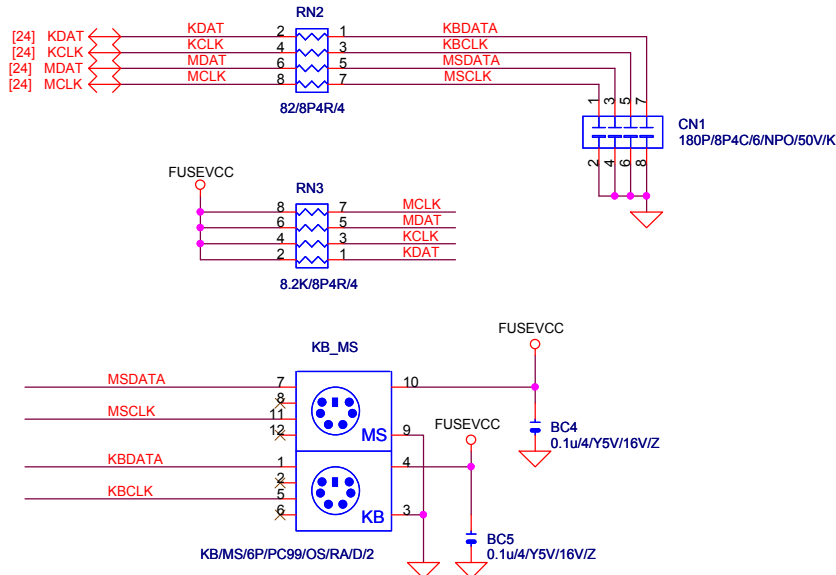 RN2
[24] KDAT KDAT 2 1 KBDATA
[24] KCLK KCLK 4 3 KBCLK
[24] MDAT MDAT 6 5 MSDATA
[24] MCLK MCLK 8 7 MSCLK
82/8P4R/4
1 3 5 7
CN1
180P/8P4C/6/NPO/50V/K
2 4 6 8
FUSEVCC
RN3
8 7 MCLK
6 5 MDAT
4 3 KCLK
2 1 KDAT
8.2K/8P4R/4
FUSEVCC
KB_MS
MSDATA 7 10
8
MSCLK 11
12 MS 9
FUSEVCC
BC4
0.1u/4/Y5V/16V/Z
KBDATA 1 4
2
KBCLK 5
6 KB 3
BC5
0.1u/4/Y5V/16V/Z
KB/MS/6P/PC99/OS/RA/D/2